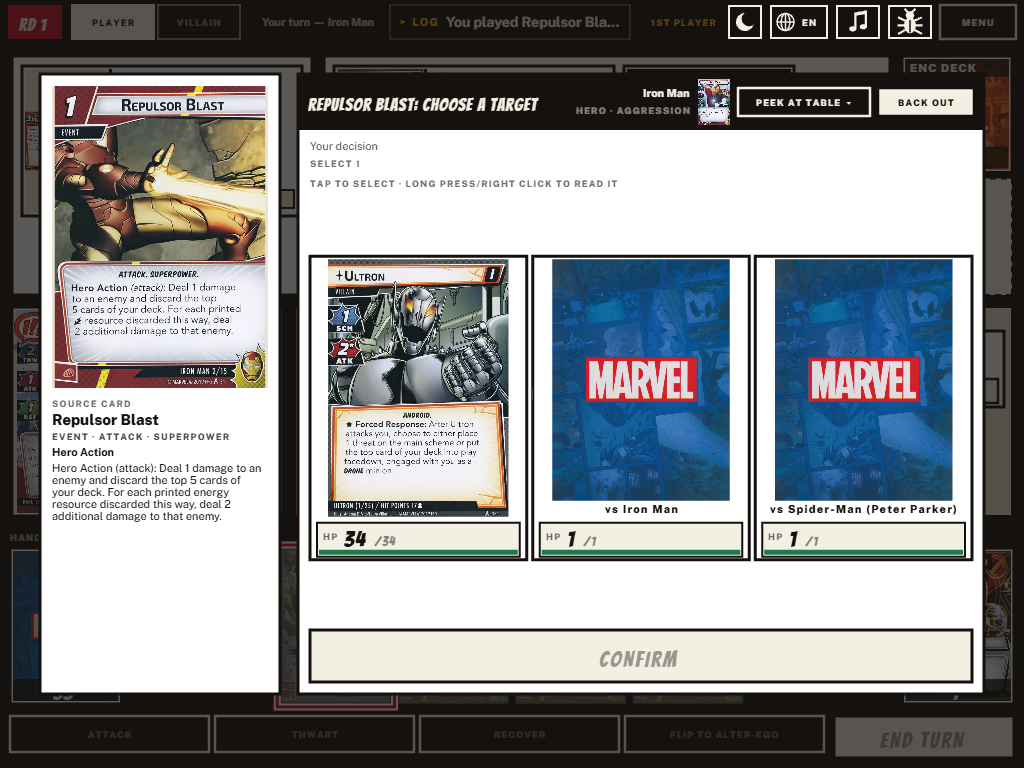 RD 1
PLAYER
VILLAIN
Your turn — Iron Man
LOG You played Repulsor Bla...
1ST PLAYER
EN
MENU
ENC DECK
1
REPULSOR BLAST
EVENT
ATTACK. SUPERPOWER.
Hero Action (attack): Deal 1 damage
to an enemy and discard the top
5 cards of your deck. For each printed
resource discarded this way, deal
2 additional damage to that enemy.
IRON MAN 2/15
SOURCE CARD
Repulsor Blast
EVENT · ATTACK · SUPERPOWER
Hero Action
Hero Action (attack): Deal 1 damage to an
enemy and discard the top 5 cards of
your deck. For each printed energy
resource discarded this way, deal 2
additional damage to that enemy.
REPULSOR BLAST: CHOOSE A TARGET
Iron Man
HERO · AGGRESSION
PEEK AT TABLE
BACK OUT
Your decision
SELECT 1
TAP TO SELECT · LONG PRESS/RIGHT CLICK TO READ IT
ULTRON
1
VILLAIN
1
SCH
2
ATK
ANDROID.
Forced Response: After Ultron
attacks you, choose to either place
1 threat on the main scheme or put
the top card of your deck into play
facedown, engaged with you as a
DRONE minion.
ULTRON (1/25) / HIT POINTS 17
HP 34 /34
MARVEL
vs Iron Man
HP 1 /1
MARVEL
vs Spider-Man (Peter Parker)
HP 1 /1
CONFIRM
HAND
ATTACK
THWART
RECOVER
FLIP TO ALTER-EGO
END TURN